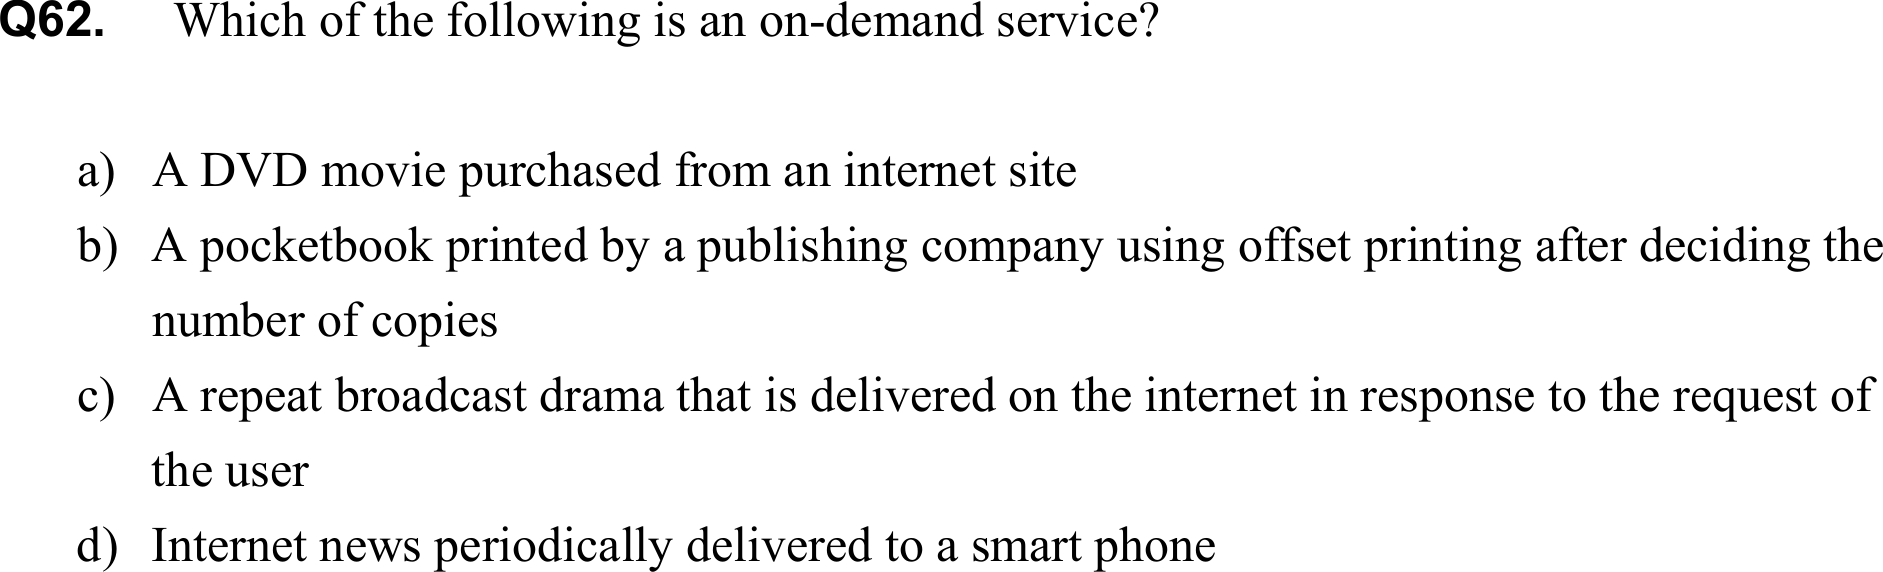 Q62. Which of the following is an on-demand service?
a) A DVD movie purchased from an internet site
b) A pocketbook printed by a publishing company using offset printing after deciding the
number of copies
c) A repeat broadcast drama that is delivered on the internet in response to the request of
the user
d) Internet news periodically delivered to a smart phone